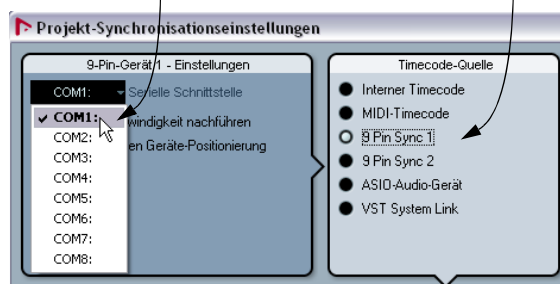 Projekt-Synchronisationseinstellungen
9-Pin-Gerät 1 - Einstellungen
COM1: Serielle Schnittstelle
COM1:
COM2:
COM3:
COM4:
COM5:
COM6:
COM7:
COM8:
windigkeit nachführen
en Geräte-Positionierung
Timecode-Quelle
Interner Timecode
MIDI-Timecode
9 Pin Sync 1
9 Pin Sync 2
ASIO-Audio-Gerät
VST System Link